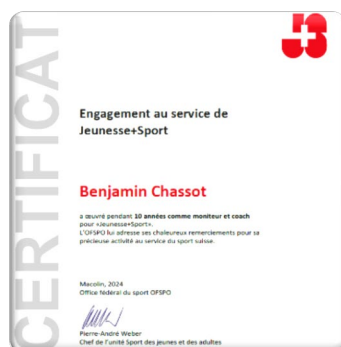 CERTIFICAT
Engagement au service de
Jeunesse+Sport
Benjamin Chassot
a œuvré pendant 10 années comme moniteur et coach
pour «Jeunesse+Sport».
L'OFSPO lui adresse ses chaleureux remerciements pour sa
précieuse activité au service du sport suisse.
Macolin, 2024
Office fédéral du sport OFSPO
Pierre-André Weber
Chef de l'unité Sport des jeunes et des adultes